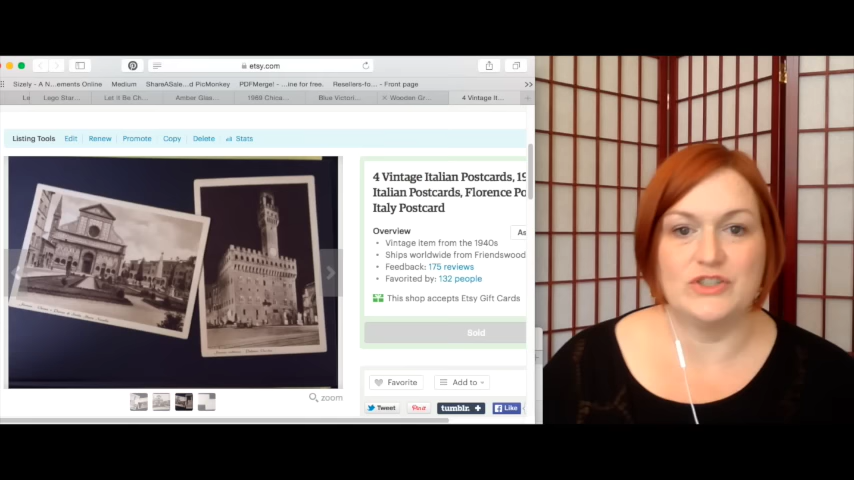 etsy.com
Sizely - A N...ements Online Medium ShareASale...d PicMonkey PDFMerge! - ...ine for free. Resellers-fo... - Front page
Le Lego Star... Let It Be Ch... Amber Glas... 1989 Chica... Blue Victori... Wooden Gr... 4 Vintage It...
Listing Tools Edit Renew Promote Copy Delete Stats
4 Vintage Italian Postcards, 19
Italian Postcards, Florence Po
Italy Postcard
Overview
As
• Vintage item from the 1940s
• Ships worldwide from Friendswood
• Feedback: 175 reviews
• Favorited by: 132 people
This shop accepts Etsy Gift Cards
Sold
Favorite Add to
zoom
Tweet Pin it tumblr. + Like